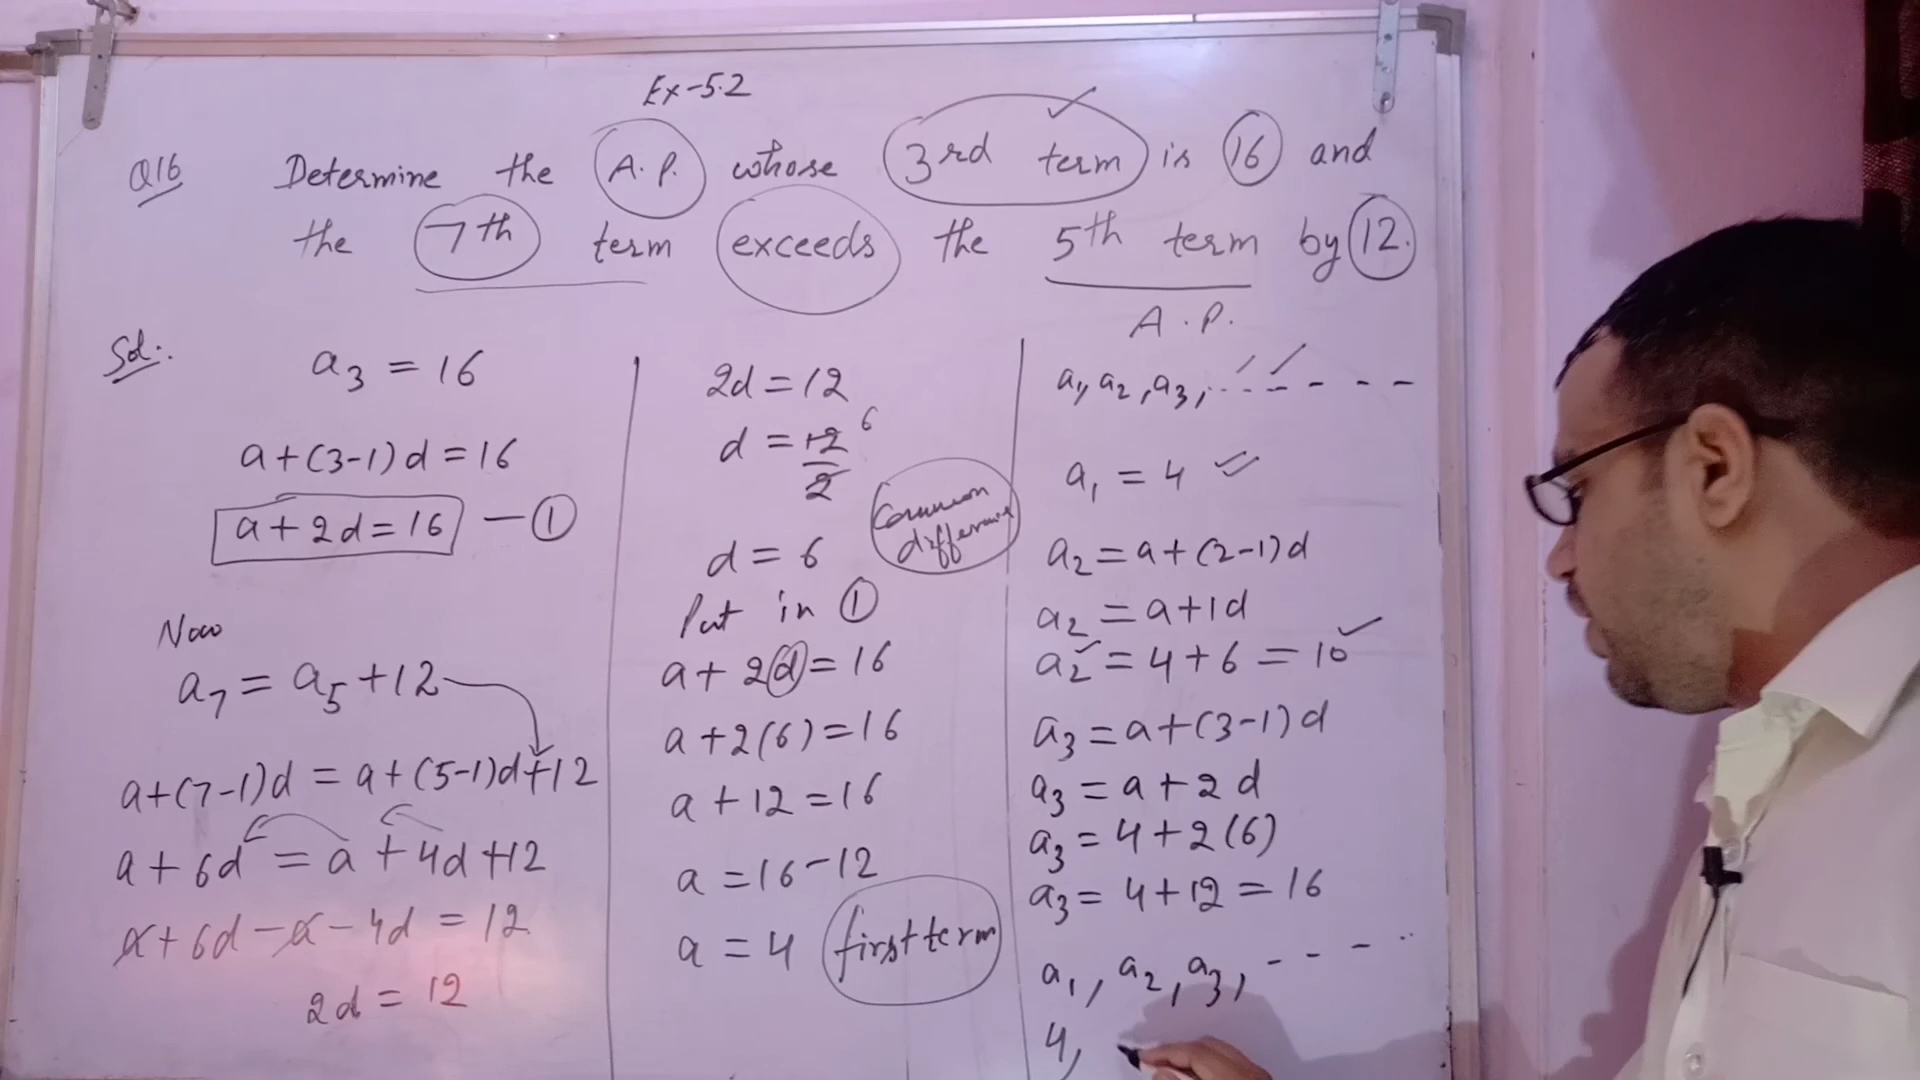 Ex-5.2
Q16 Determine the A.P. whose 3rd term is 16 and
the 7th term exceeds the 5th term by 12.
Sol:.
a₃ = 16
a+(3-1)d=16
a+2d=16 — ①
Now
a₇ = a₅+12
a+(7-1)d = a+(5-1)d+12
a+6d = a+4d+12
a+6d-a-4d = 12
2d = 12
2d=12
d = 12/2 6
d = 6
Common difference
Put in ①
a+2d=16
a+2(6)=16
a+12=16
a=16-12
a=4 first term
A.P.
a₁, a₂, a₃, ---------
a₁ = 4
a₂=a+(2-1)d
a₂=a+1d
a₂=4+6=10
a₃=a+(3-1)d
a₃=a+2d
a₃=4+2(6)
a₃=4+12=16
a₁, a₂, a₃, ----
4,